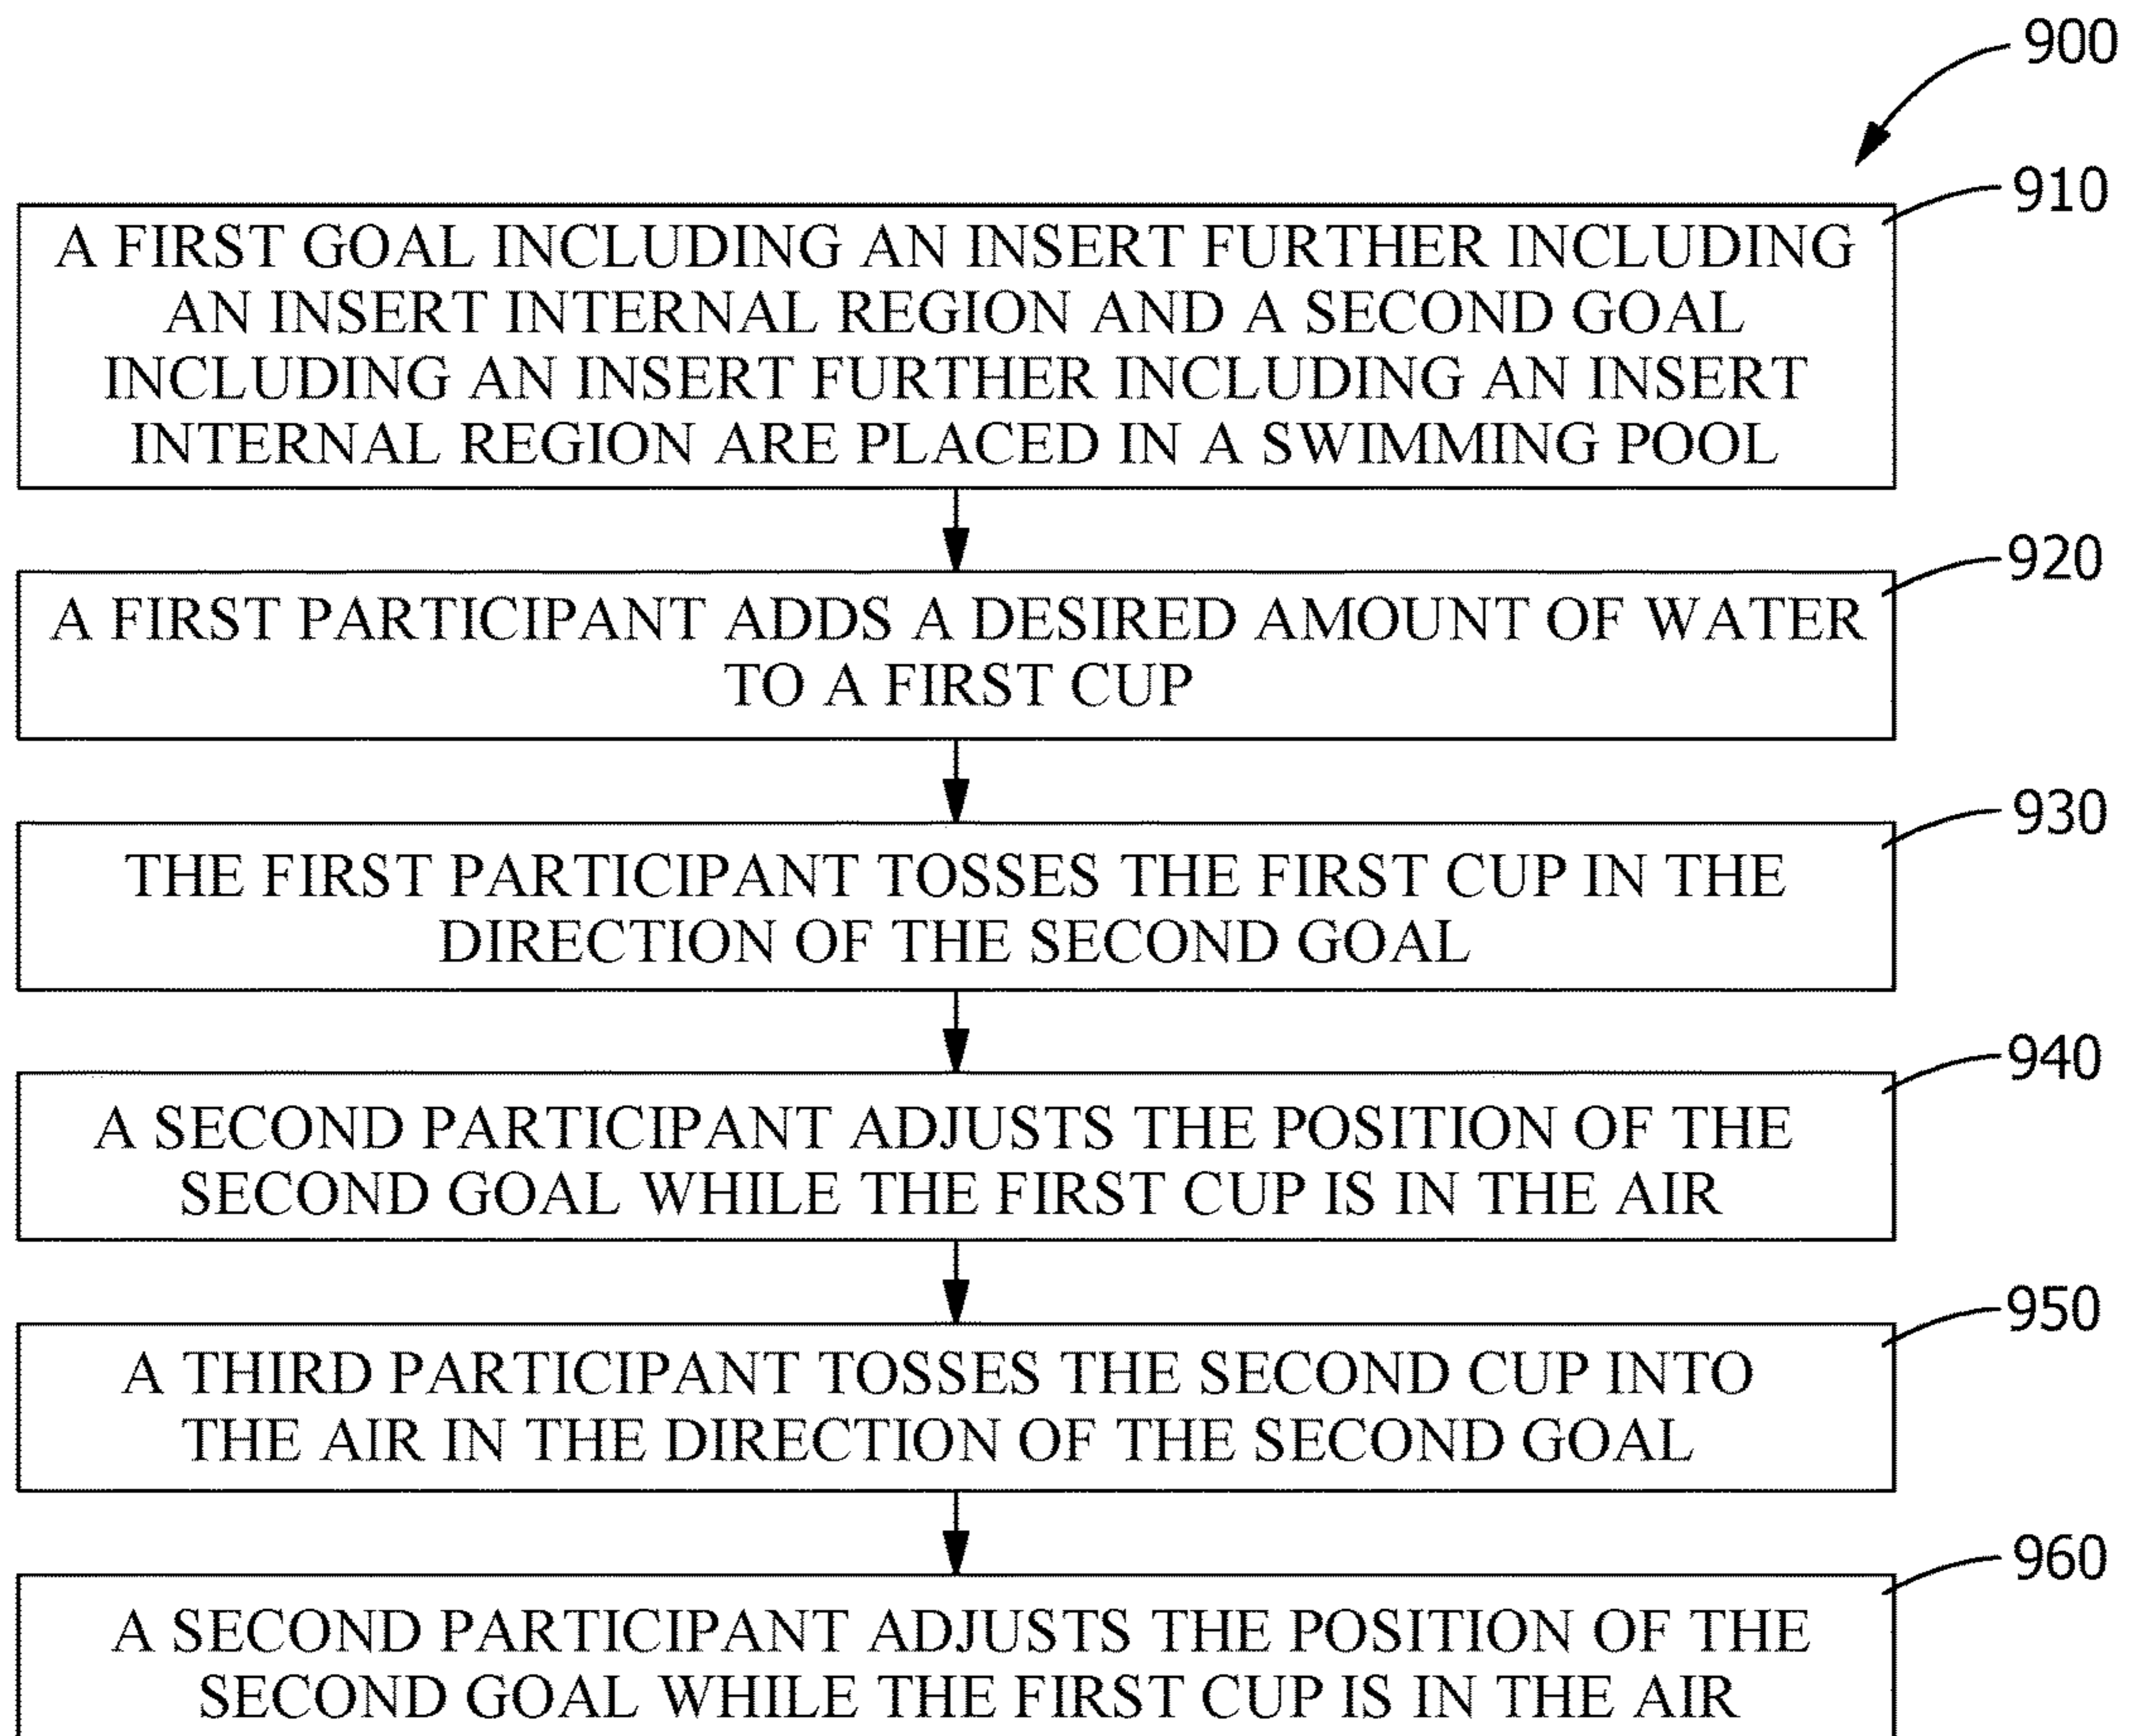 900
910
A FIRST GOAL INCLUDING AN INSERT FURTHER INCLUDING
AN INSERT INTERNAL REGION AND A SECOND GOAL
INCLUDING AN INSERT FURTHER INCLUDING AN INSERT
INTERNAL REGION ARE PLACED IN A SWIMMING POOL
920
A FIRST PARTICIPANT ADDS A DESIRED AMOUNT OF WATER
TO A FIRST CUP
930
THE FIRST PARTICIPANT TOSSES THE FIRST CUP IN THE
DIRECTION OF THE SECOND GOAL
940
A SECOND PARTICIPANT ADJUSTS THE POSITION OF THE
SECOND GOAL WHILE THE FIRST CUP IS IN THE AIR
950
A THIRD PARTICIPANT TOSSES THE SECOND CUP INTO
THE AIR IN THE DIRECTION OF THE SECOND GOAL
960
A SECOND PARTICIPANT ADJUSTS THE POSITION OF THE
SECOND GOAL WHILE THE FIRST CUP IS IN THE AIR